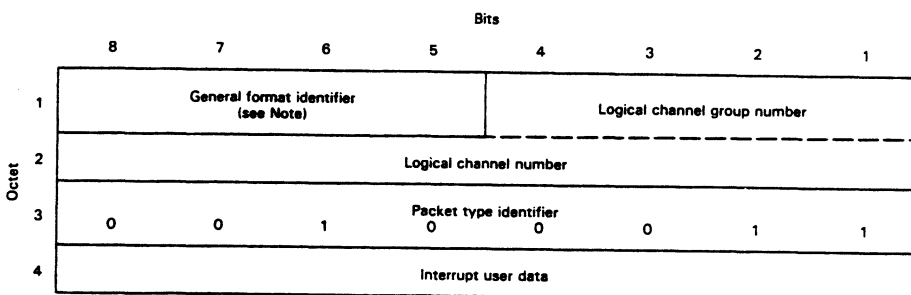 Bits
8 7 6 5 4 3 2 1
Octet
1 General format identifier Logical channel group number
(see Note)
2 Logical channel number
3 Packet type identifier
0 0 1 0 0 0 1 1
4 Interrupt user data